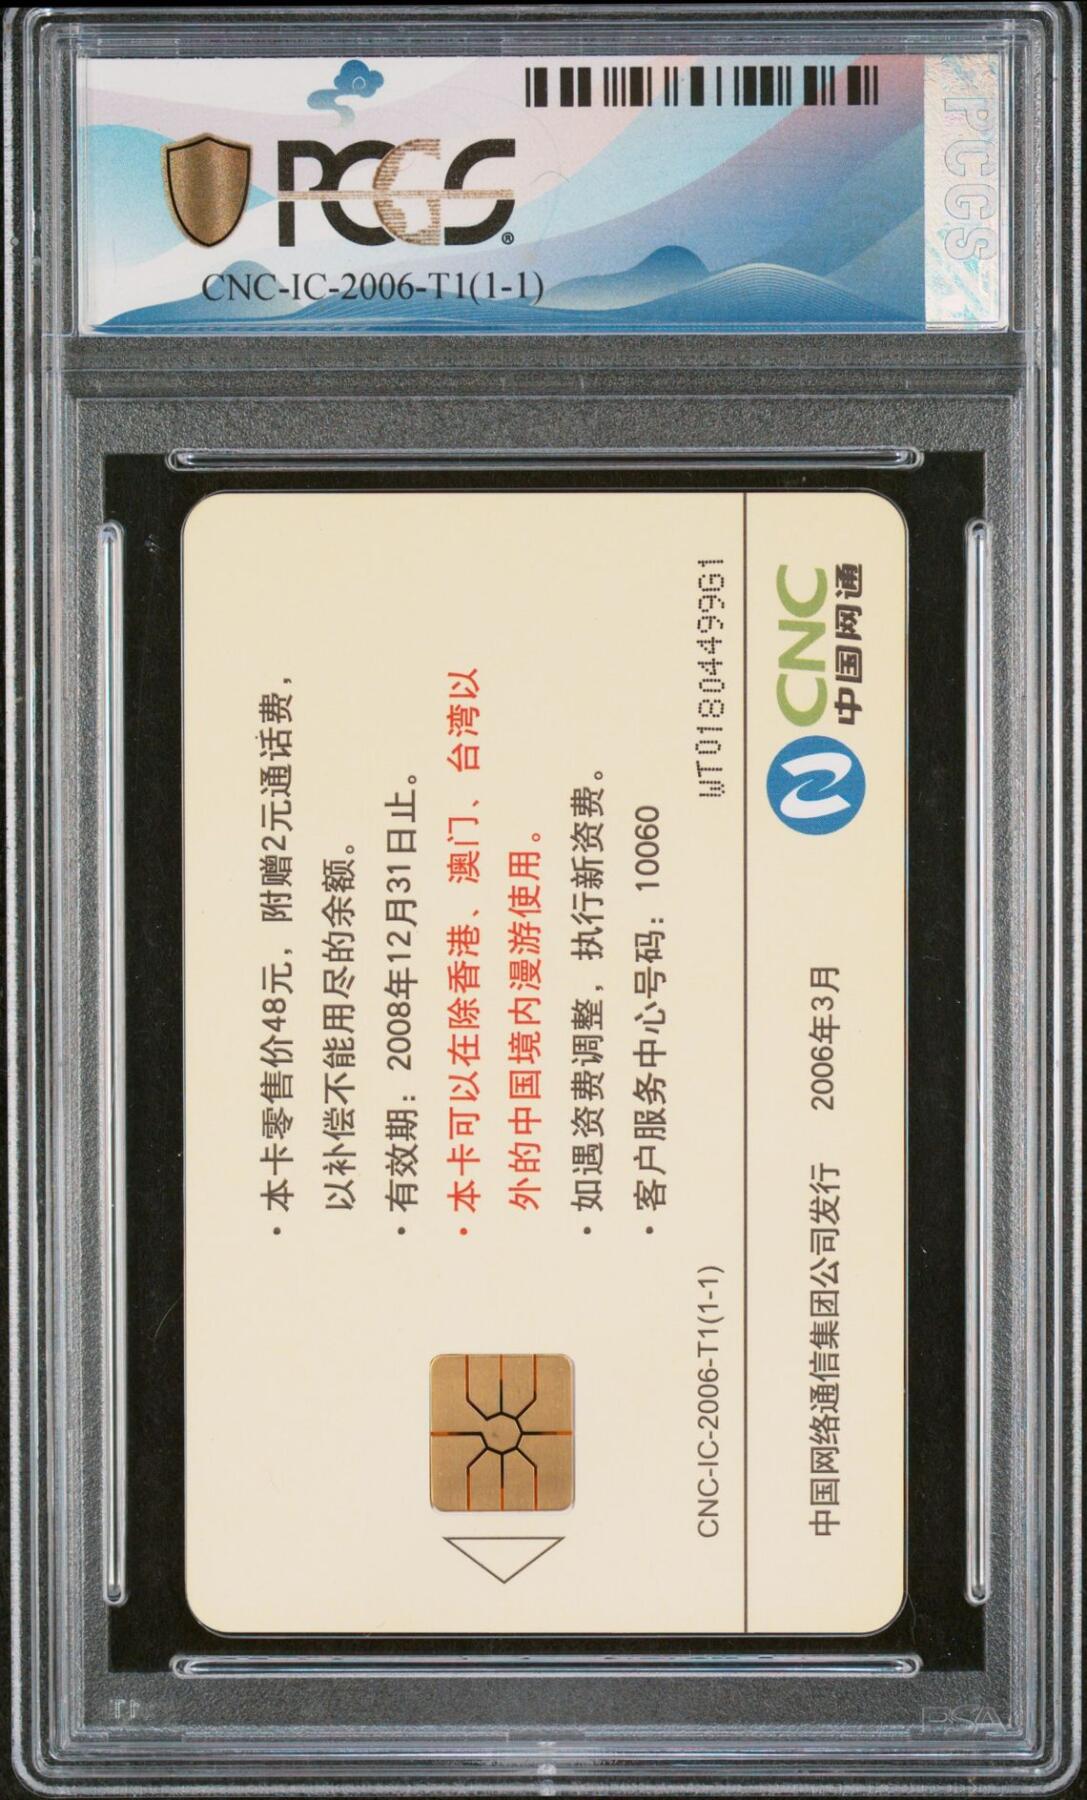 PCGS®
CNC-IC-2006-T1(1-1)
PCGS
·本卡零售价48元，附赠2元通话费，
以补偿不能用尽的余额。
·有效期：2008年12月31日止。
·本卡可以在除香港、澳门、台湾以
外的中国境内漫游使用。
·如遇资费调整，执行新资费。
·客户服务中心号码：10060
CNC-IC-2006-T1(1-1)
WT01804499G1
中国网络通信集团公司发行 2006年3月
CNC
中国网通
PSA